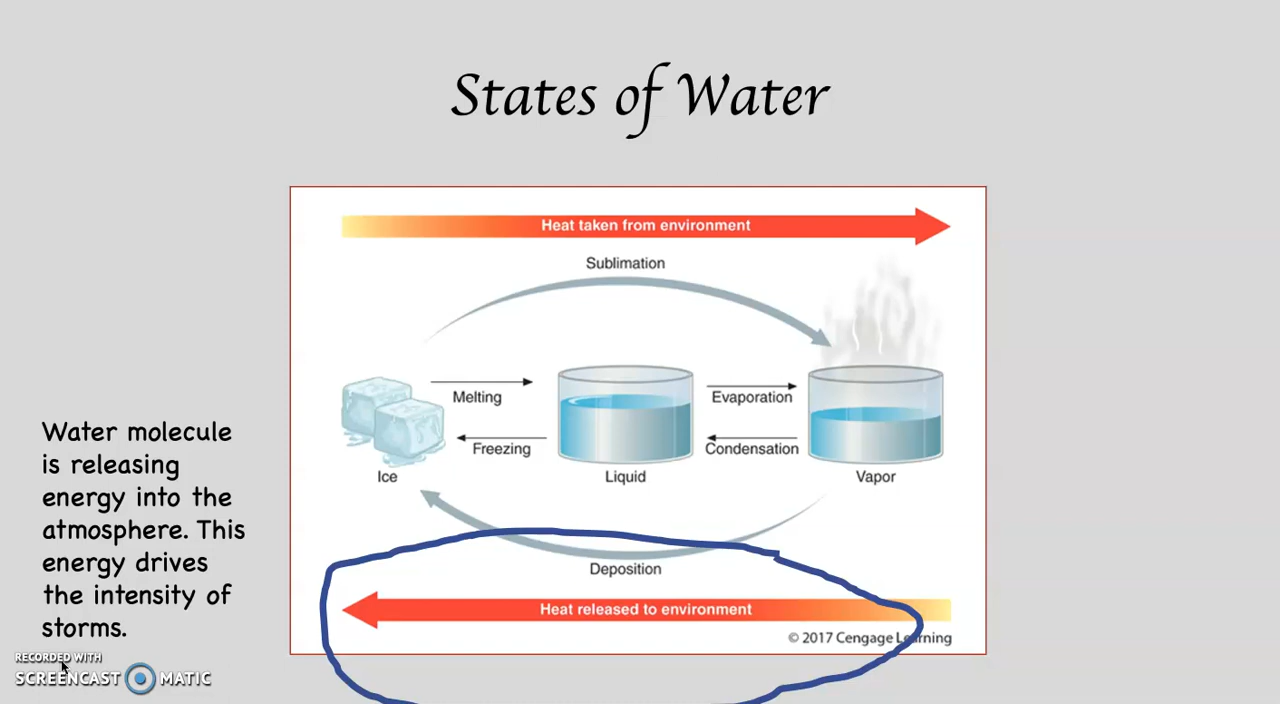 States of Water
Heat taken from environment
Sublimation
Melting
Evaporation
Freezing
Condensation
Ice
Liquid
Vapor
Deposition
Heat released to environment
© 2017 Cengage Learning
Water molecule
is releasing
energy into the
atmosphere. This
energy drives
the intensity of
storms.
RECORDED WITH
SCREENCAST MATIC